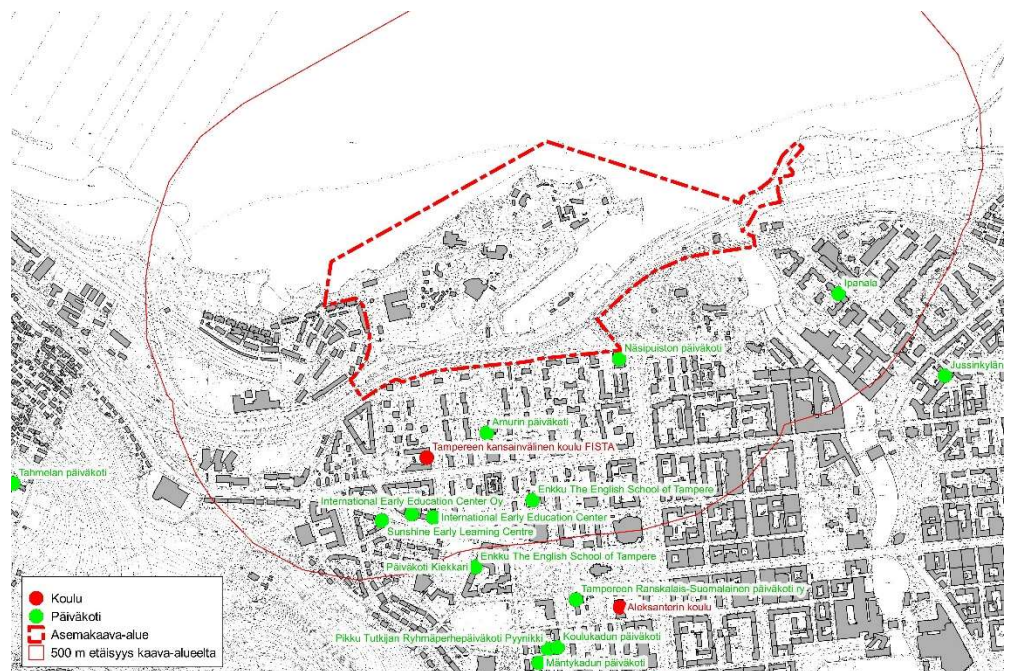 Ipanala
Näsipuiston päiväkoti
Jussinkylän
Amurin päiväkoti
Tampereen kansainvälinen koulu FISTA
Tahmelan päiväkoti
International Early Education Center Oy
Enkku The English School of Tampere
International Early Education Center
Sunshine Early Learning Centre
Enkku The English School of Tampere
Päiväkoti Kiekkari
Tamporoon Ranskalais-Suomalainon päiväkoti ry
Aleksantorin koulu
Pikku Tutkijan Ryhmäperhepäiväkoti Pyynikki
Koulukadun päiväkoti
Mäntykadun päiväkoti
Koulu
Päiväkoti
Asemakaava-alue
500 m etäisyys kaava-alueelta